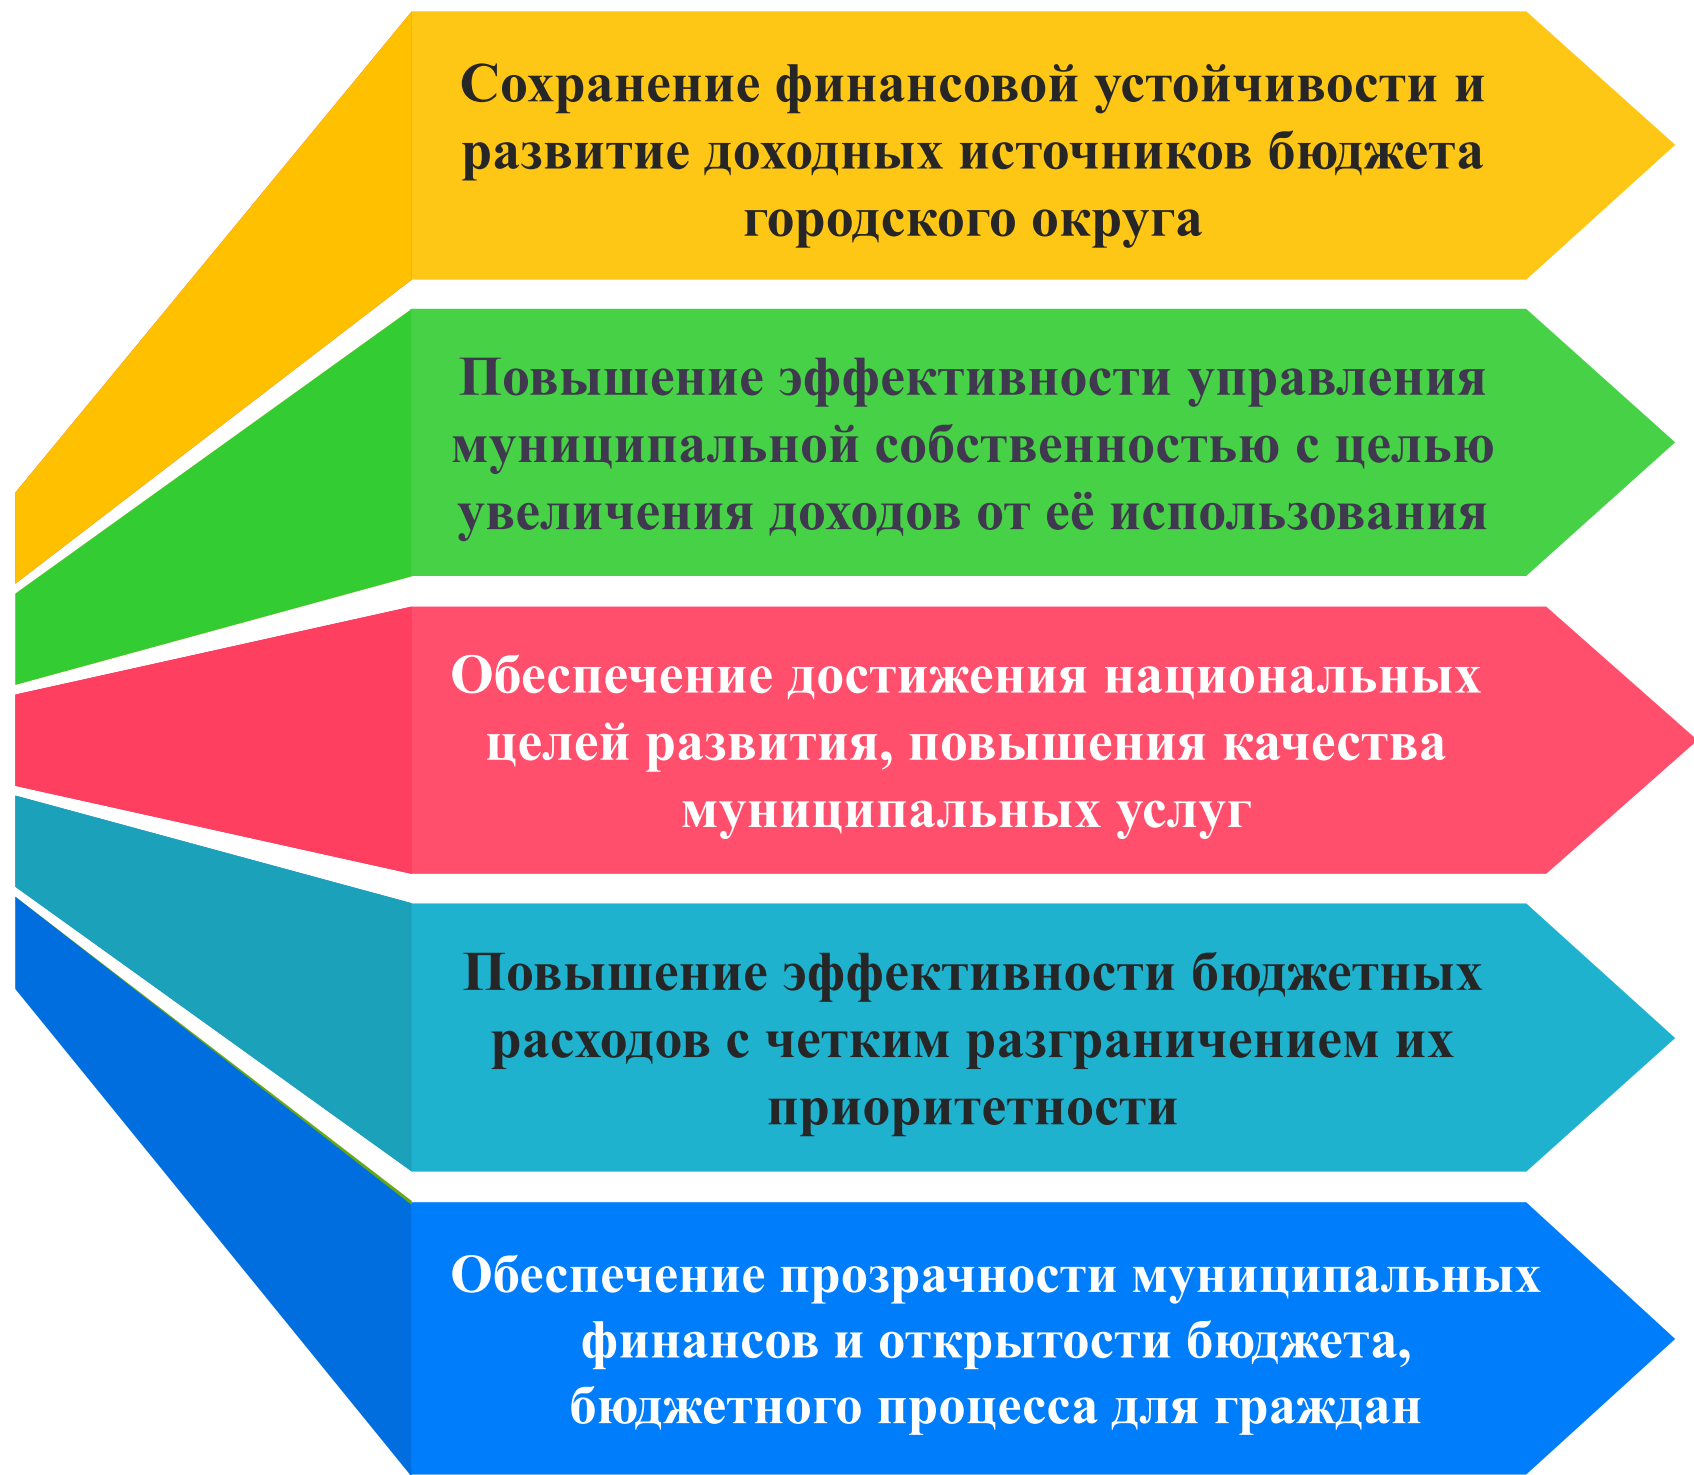 Сохранение финансовой устойчивости и
развитие доходных источников бюджета
городского округа
Повышение эффективности управления
муниципальной собственностью с целью
увеличения доходов от её использования
Обеспечение достижения национальных
целей развития, повышения качества
муниципальных услуг
Повышение эффективности бюджетных
расходов с четким разграничением их
приоритетности
Обеспечение прозрачности муниципальных
финансов и открытости бюджета,
бюджетного процесса для граждан